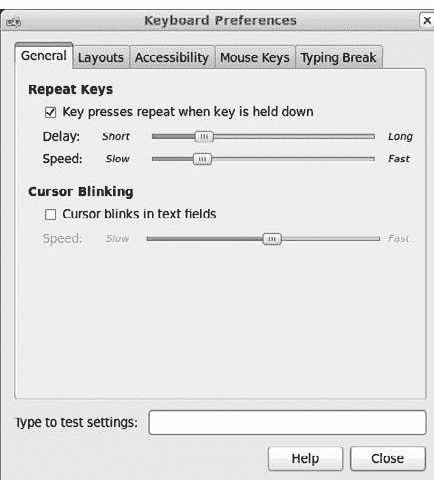 Keyboard Preferences
General Layouts Accessibility Mouse Keys Typing Break
Repeat Keys
Key presses repeat when key is held down
Delay: Short Long
Speed: Slow Fast
Cursor Blinking
Cursor blinks in text fields
Speed: Slow Fast
Type to test settings:
Help Close